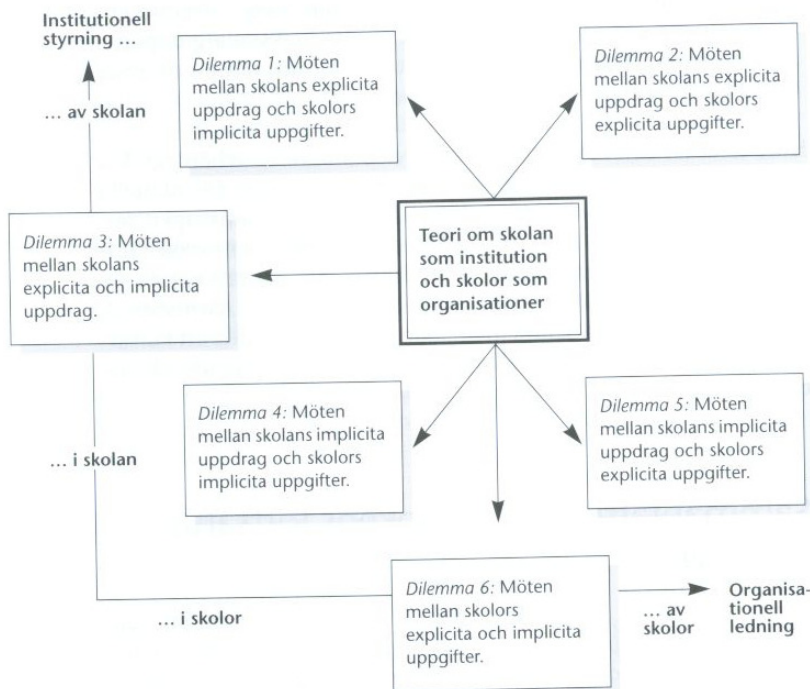 Institutionell
styrning ...
... av skolan
Dilemma 1: Möten
mellan skolans explicita
uppdrag och skolors
implicita uppgifter.
Dilemma 2: Möten
mellan skolans explicita
uppdrag och skolors
explicita uppgifter.
Dilemma 3: Möten
mellan skolans
explicita och implicita
uppdrag.
Teori om skolan
som institution
och skolor som
organisationer
Dilemma 4: Möten
mellan skolans implicita
uppdrag och skolors
implicita uppgifter.
Dilemma 5: Möten
mellan skolans implicita
uppdrag och skolors
explicita uppgifter.
... i skolan
Dilemma 6: Möten
mellan skolors
explicita och implicita
uppgifter.
... i skolor
... av
skolor
Organisa-
tionell
ledning